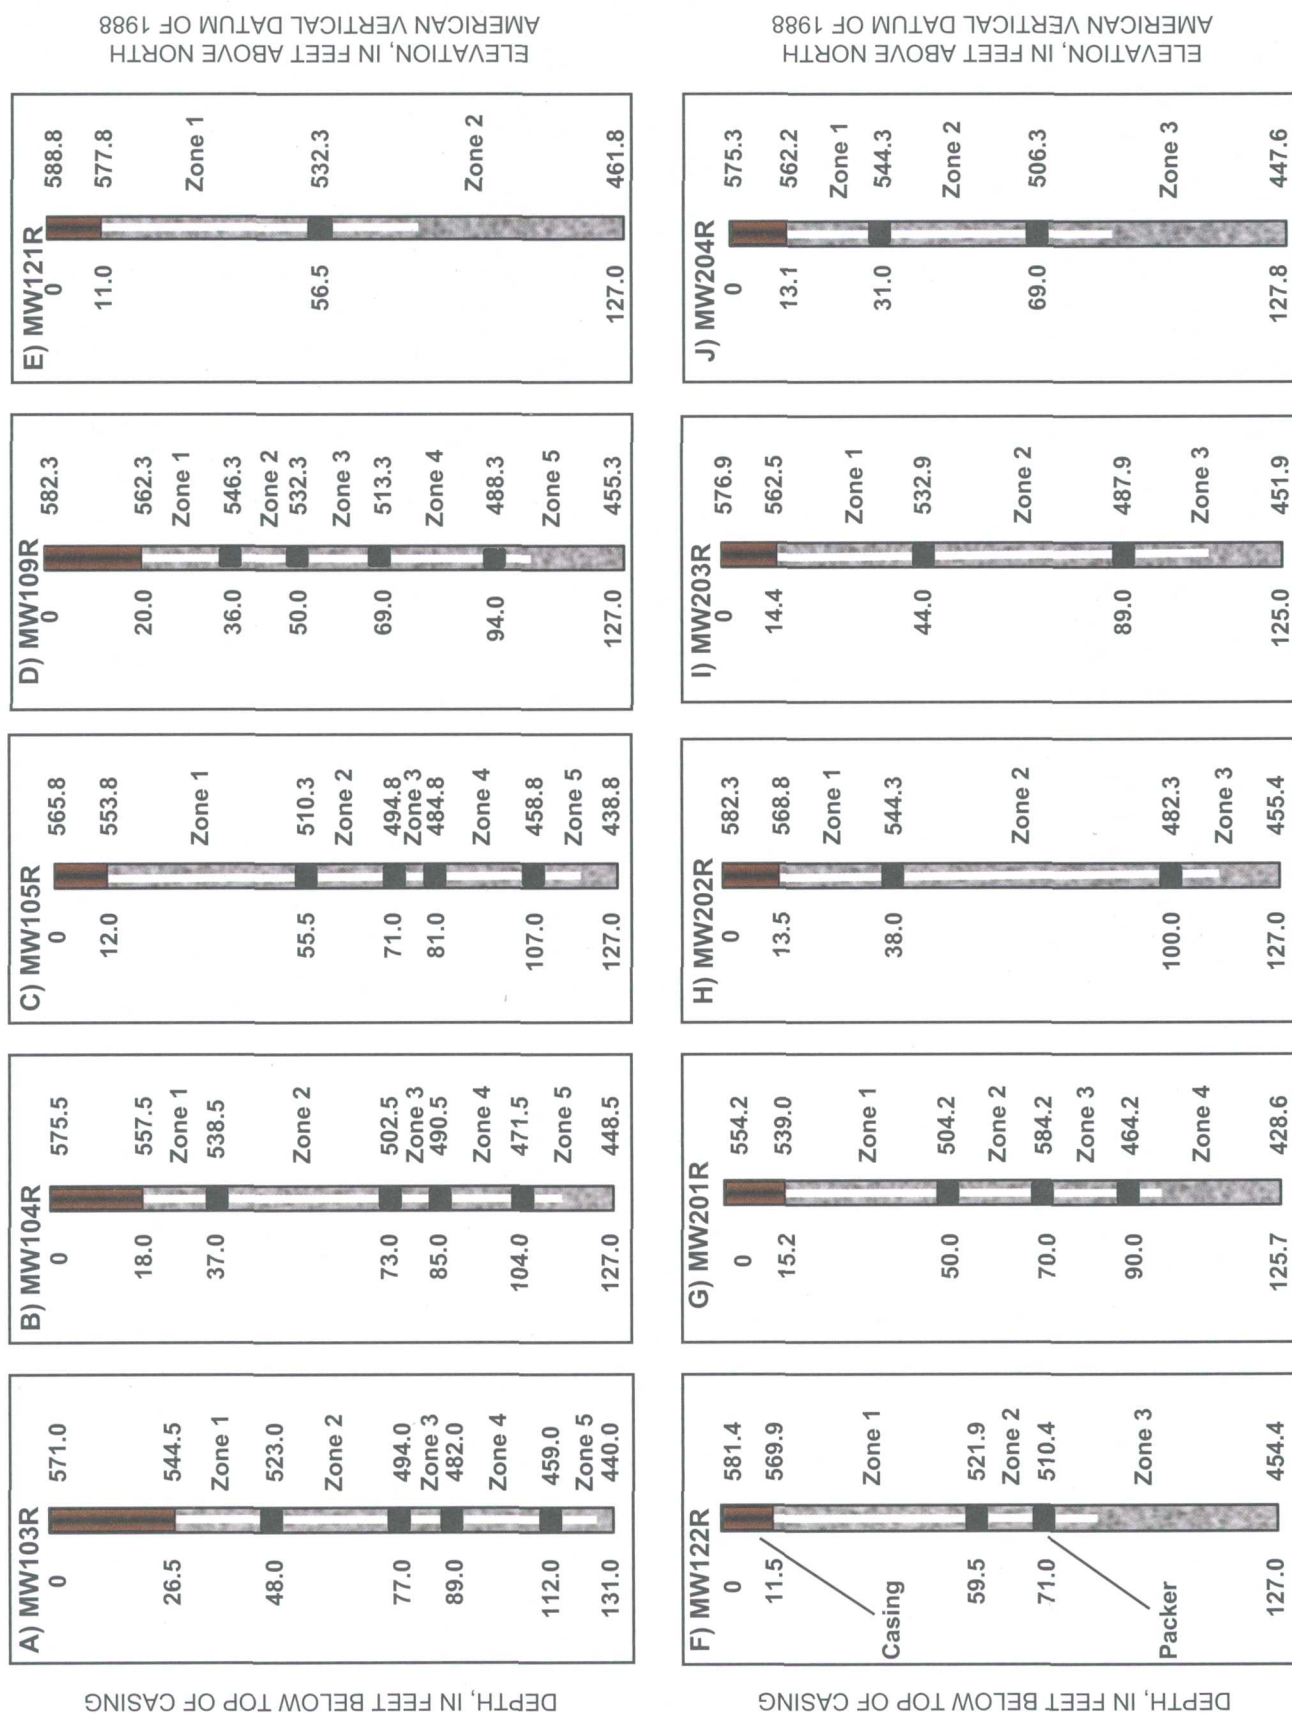 DEPTH, IN FEET BELOW TOP OF CASING
A) MW103R
0 571.0
26.5 544.5
Zone 1
48.0 523.0
Zone 2
77.0 494.0
Zone 3
89.0 482.0
Zone 4
112.0 459.0
Zone 5
131.0 440.0
B) MW104R
0 575.5
18.0 557.5
Zone 1
37.0 538.5
Zone 2
73.0 502.5
Zone 3
85.0 490.5
Zone 4
104.0 471.5
Zone 5
127.0 448.5
C) MW105R
0 565.8
12.0 553.8
Zone 1
55.5 510.3
Zone 2
71.0 494.8
Zone 3
81.0 484.8
Zone 4
107.0 458.8
Zone 5
127.0 438.8
D) MW109R
0 582.3
20.0 562.3
Zone 1
36.0 546.3
Zone 2
50.0 532.3
Zone 3
69.0 513.3
Zone 4
94.0 488.3
Zone 5
127.0 455.3
E) MW121R
0 588.8
11.0 577.8
Zone 1
56.5 532.3
Zone 2
127.0 461.8
ELEVATION, IN FEET ABOVE NORTH
AMERICAN VERTICAL DATUM OF 1988
DEPTH, IN FEET BELOW TOP OF CASING
F) MW122R
0 581.4
11.5 569.9
Casing
Zone 1
59.5 521.9
Zone 2
71.0 510.4
Packer
Zone 3
127.0 454.4
G) MW201R
0 554.2
15.2 539.0
Zone 1
50.0 504.2
Zone 2
70.0 584.2
Zone 3
90.0 464.2
Zone 4
125.7 428.6
H) MW202R
0 582.3
13.5 568.8
Zone 1
38.0 544.3
Zone 2
100.0 482.3
Zone 3
127.0 455.4
I) MW203R
0 576.9
14.4 562.5
Zone 1
44.0 532.9
Zone 2
89.0 487.9
Zone 3
125.0 451.9
J) MW204R
0 575.3
13.1 562.2
Zone 1
31.0 544.3
Zone 2
69.0 506.3
Zone 3
127.8 447.6
ELEVATION, IN FEET ABOVE NORTH
AMERICAN VERTICAL DATUM OF 1988